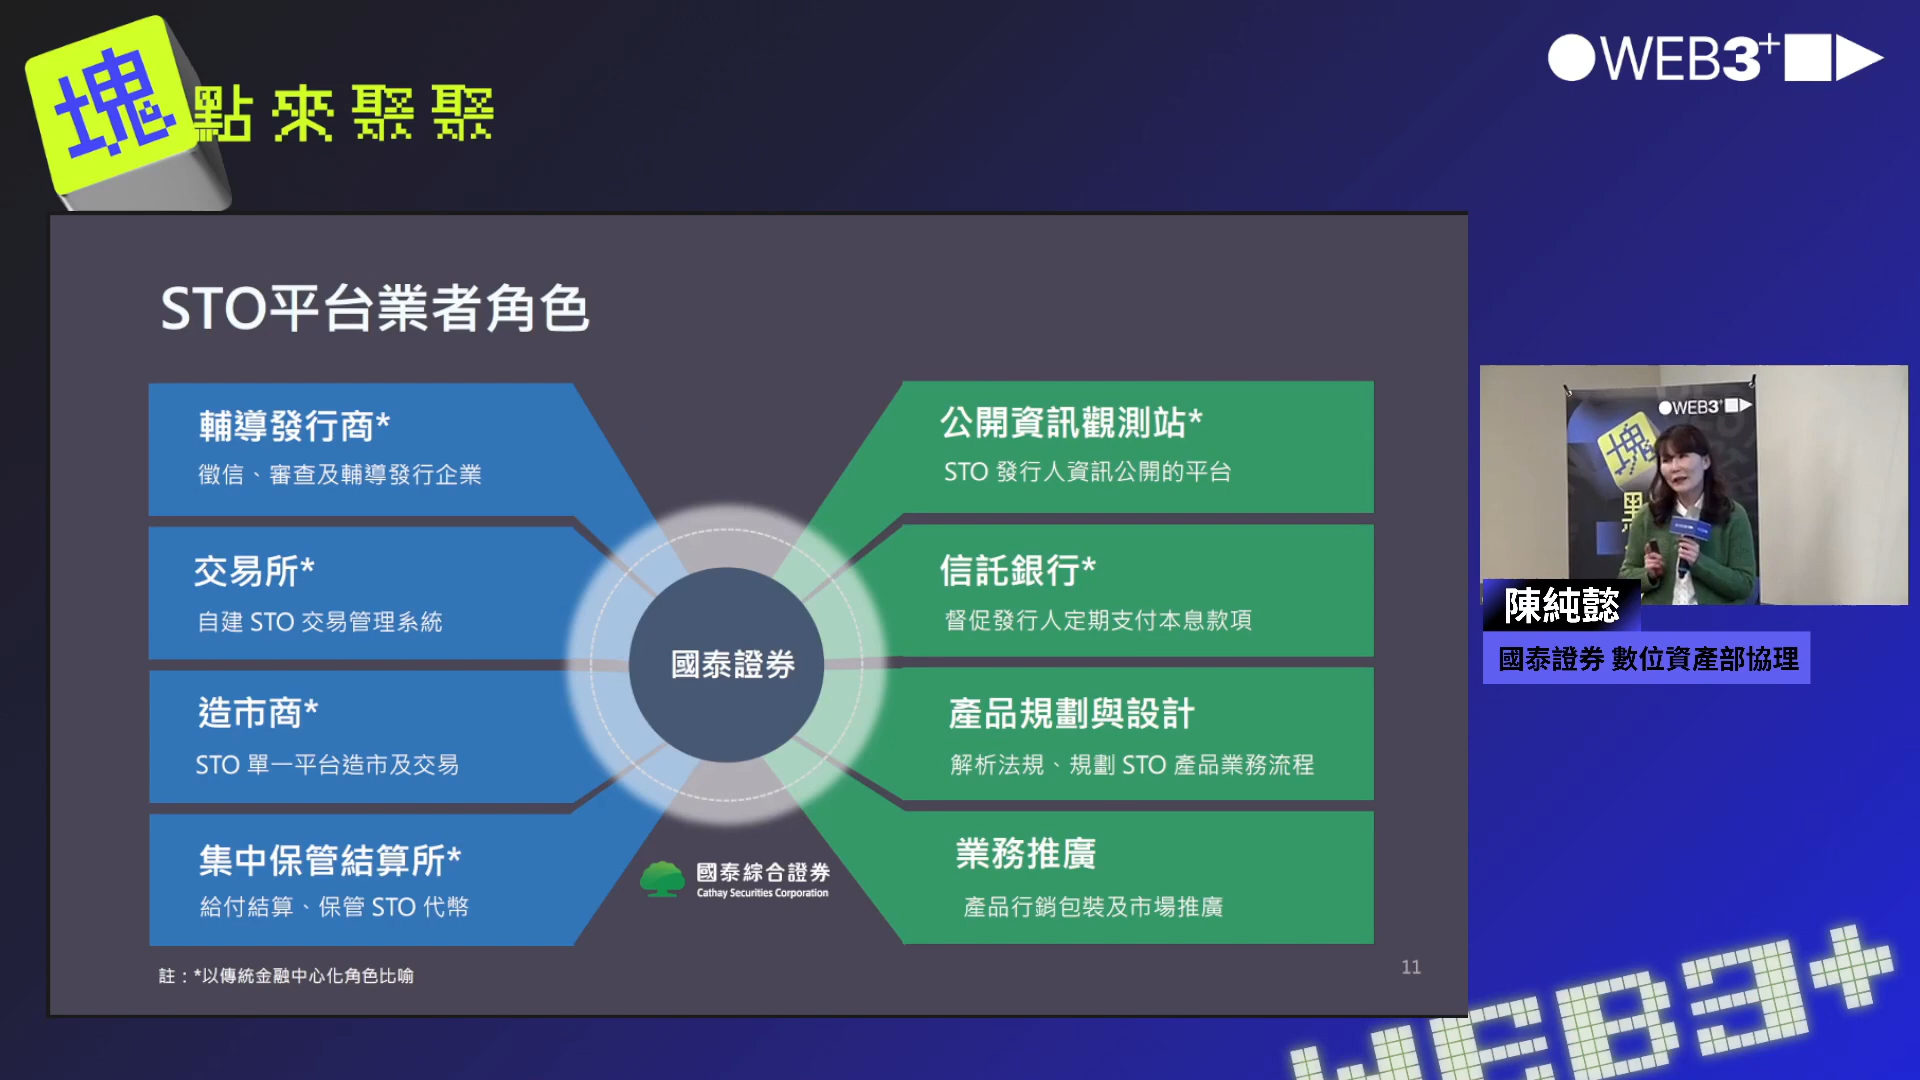 塊點來聚聚
WEB3+
STO平台業者角色
輔導發行商*
徵信、審查及輔導發行企業
交易所*
自建 STO 交易管理系統
造市商*
STO 單一平台造市及交易
集中保管結算所*
給付結算、保管 STO 代幣
國泰證券
國泰綜合證券
Cathay Securities Corporation
公開資訊觀測站*
STO 發行人資訊公開的平台
信託銀行*
督促發行人定期支付本息款項
產品規劃與設計
解析法規、規劃 STO 產品業務流程
業務推廣
產品行銷包裝及市場推廣
註：*以傳統金融中心化角色比喻
11
WEB3+
塊
陳純懿
國泰證券 數位資產部協理
WEB3+